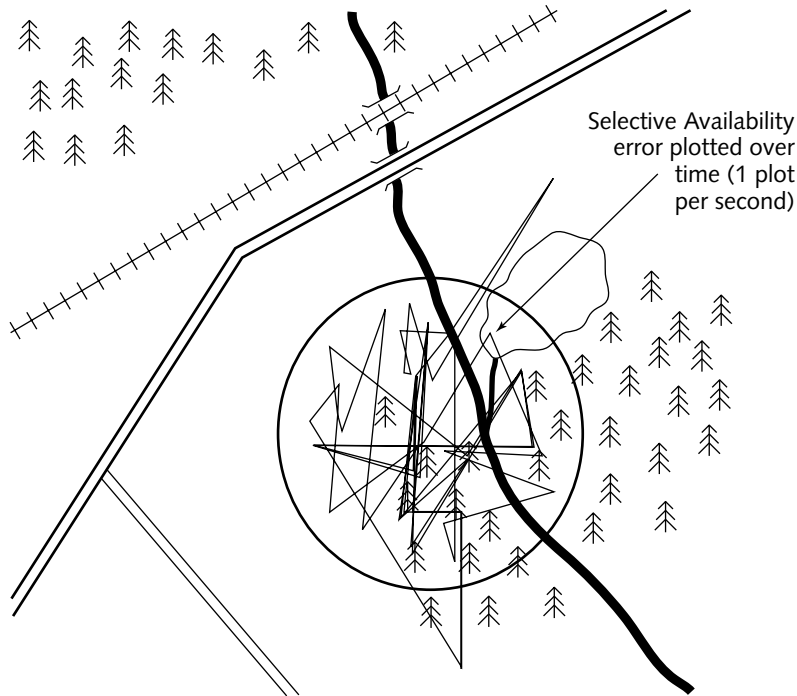 Selective Availability
error plotted over
time (1 plot
per second)